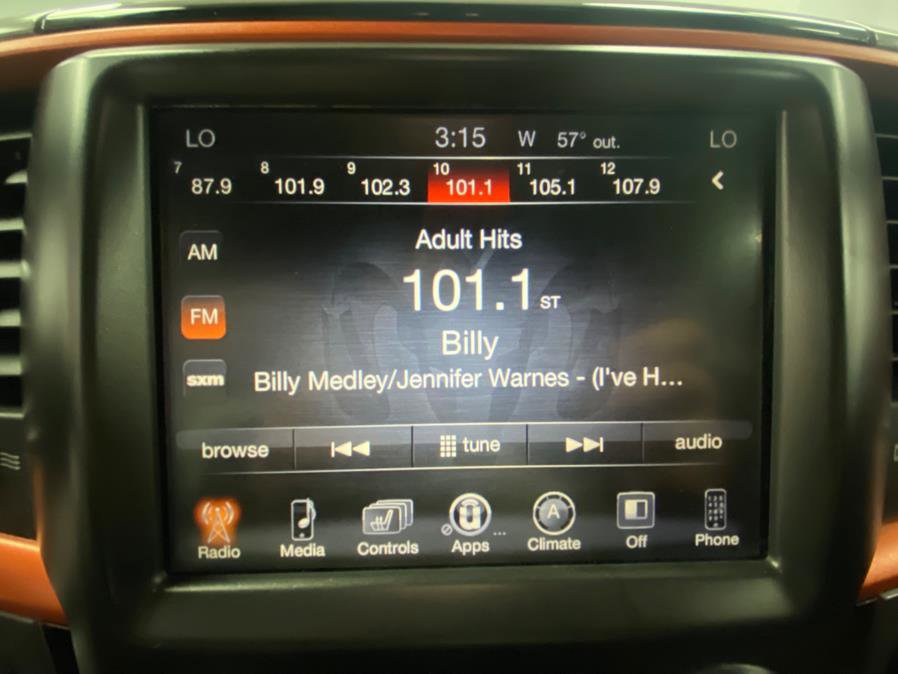 LO 3:15 W 57° out. LO
7 87.9 8 101.9 9 102.3 10 101.1 11 105.1 12 107.9
AM
Adult Hits
101.1 ST
FM
Billy
sxm
Billy Medley/Jennifer Warnes - (I've H...
browse tune audio
Radio Media Controls Apps ... A Climate Off Phone